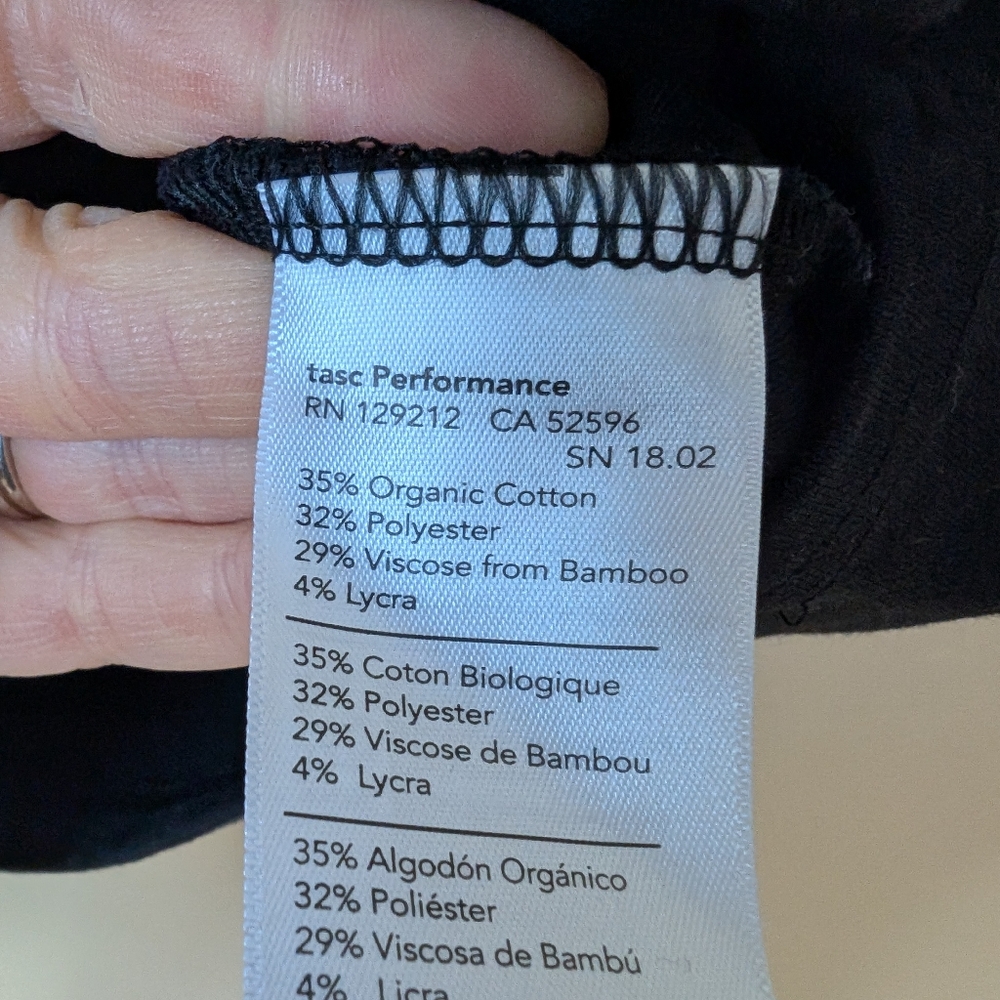 tasc Performance
RN 129212 CA 52596
SN 18.02
35% Organic Cotton
32% Polyester
29% Viscose from Bamboo
4% Lycra
35% Coton Biologique
32% Polyester
29% Viscose de Bambou
4% Lycra
35% Algodón Orgánico
32% Poliéster
29% Viscosa de Bambú
4% Licra